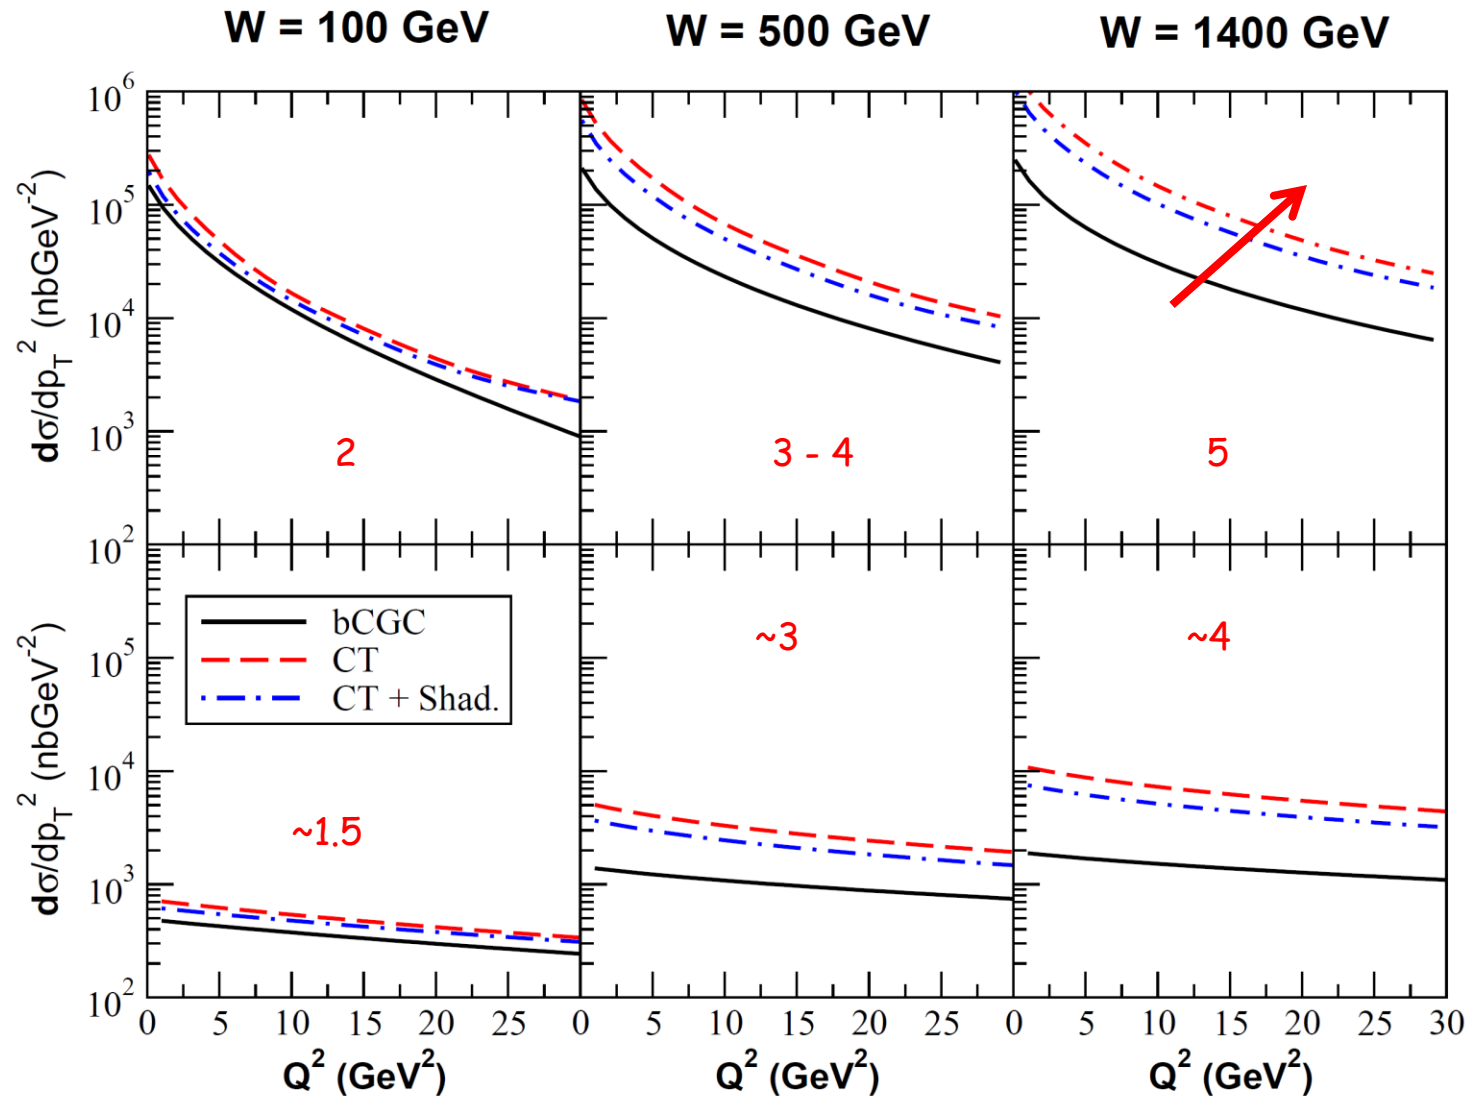 W = 100 GeV W = 500 GeV W = 1400 GeV
10^6
10^5
10^4
10^3
10^2
dσ/dp_T^2 (nbGeV^-2)
2 3 - 4 5
bCGC
CT
CT + Shad.
~1.5 ~3 ~4
10^5
10^4
10^3
10^2
dσ/dp_T^2 (nbGeV^-2)
0 5 10 15 20 25 0 5 10 15 20 25 0 5 10 15 20 25 30
Q^2 (GeV^2) Q^2 (GeV^2) Q^2 (GeV^2)